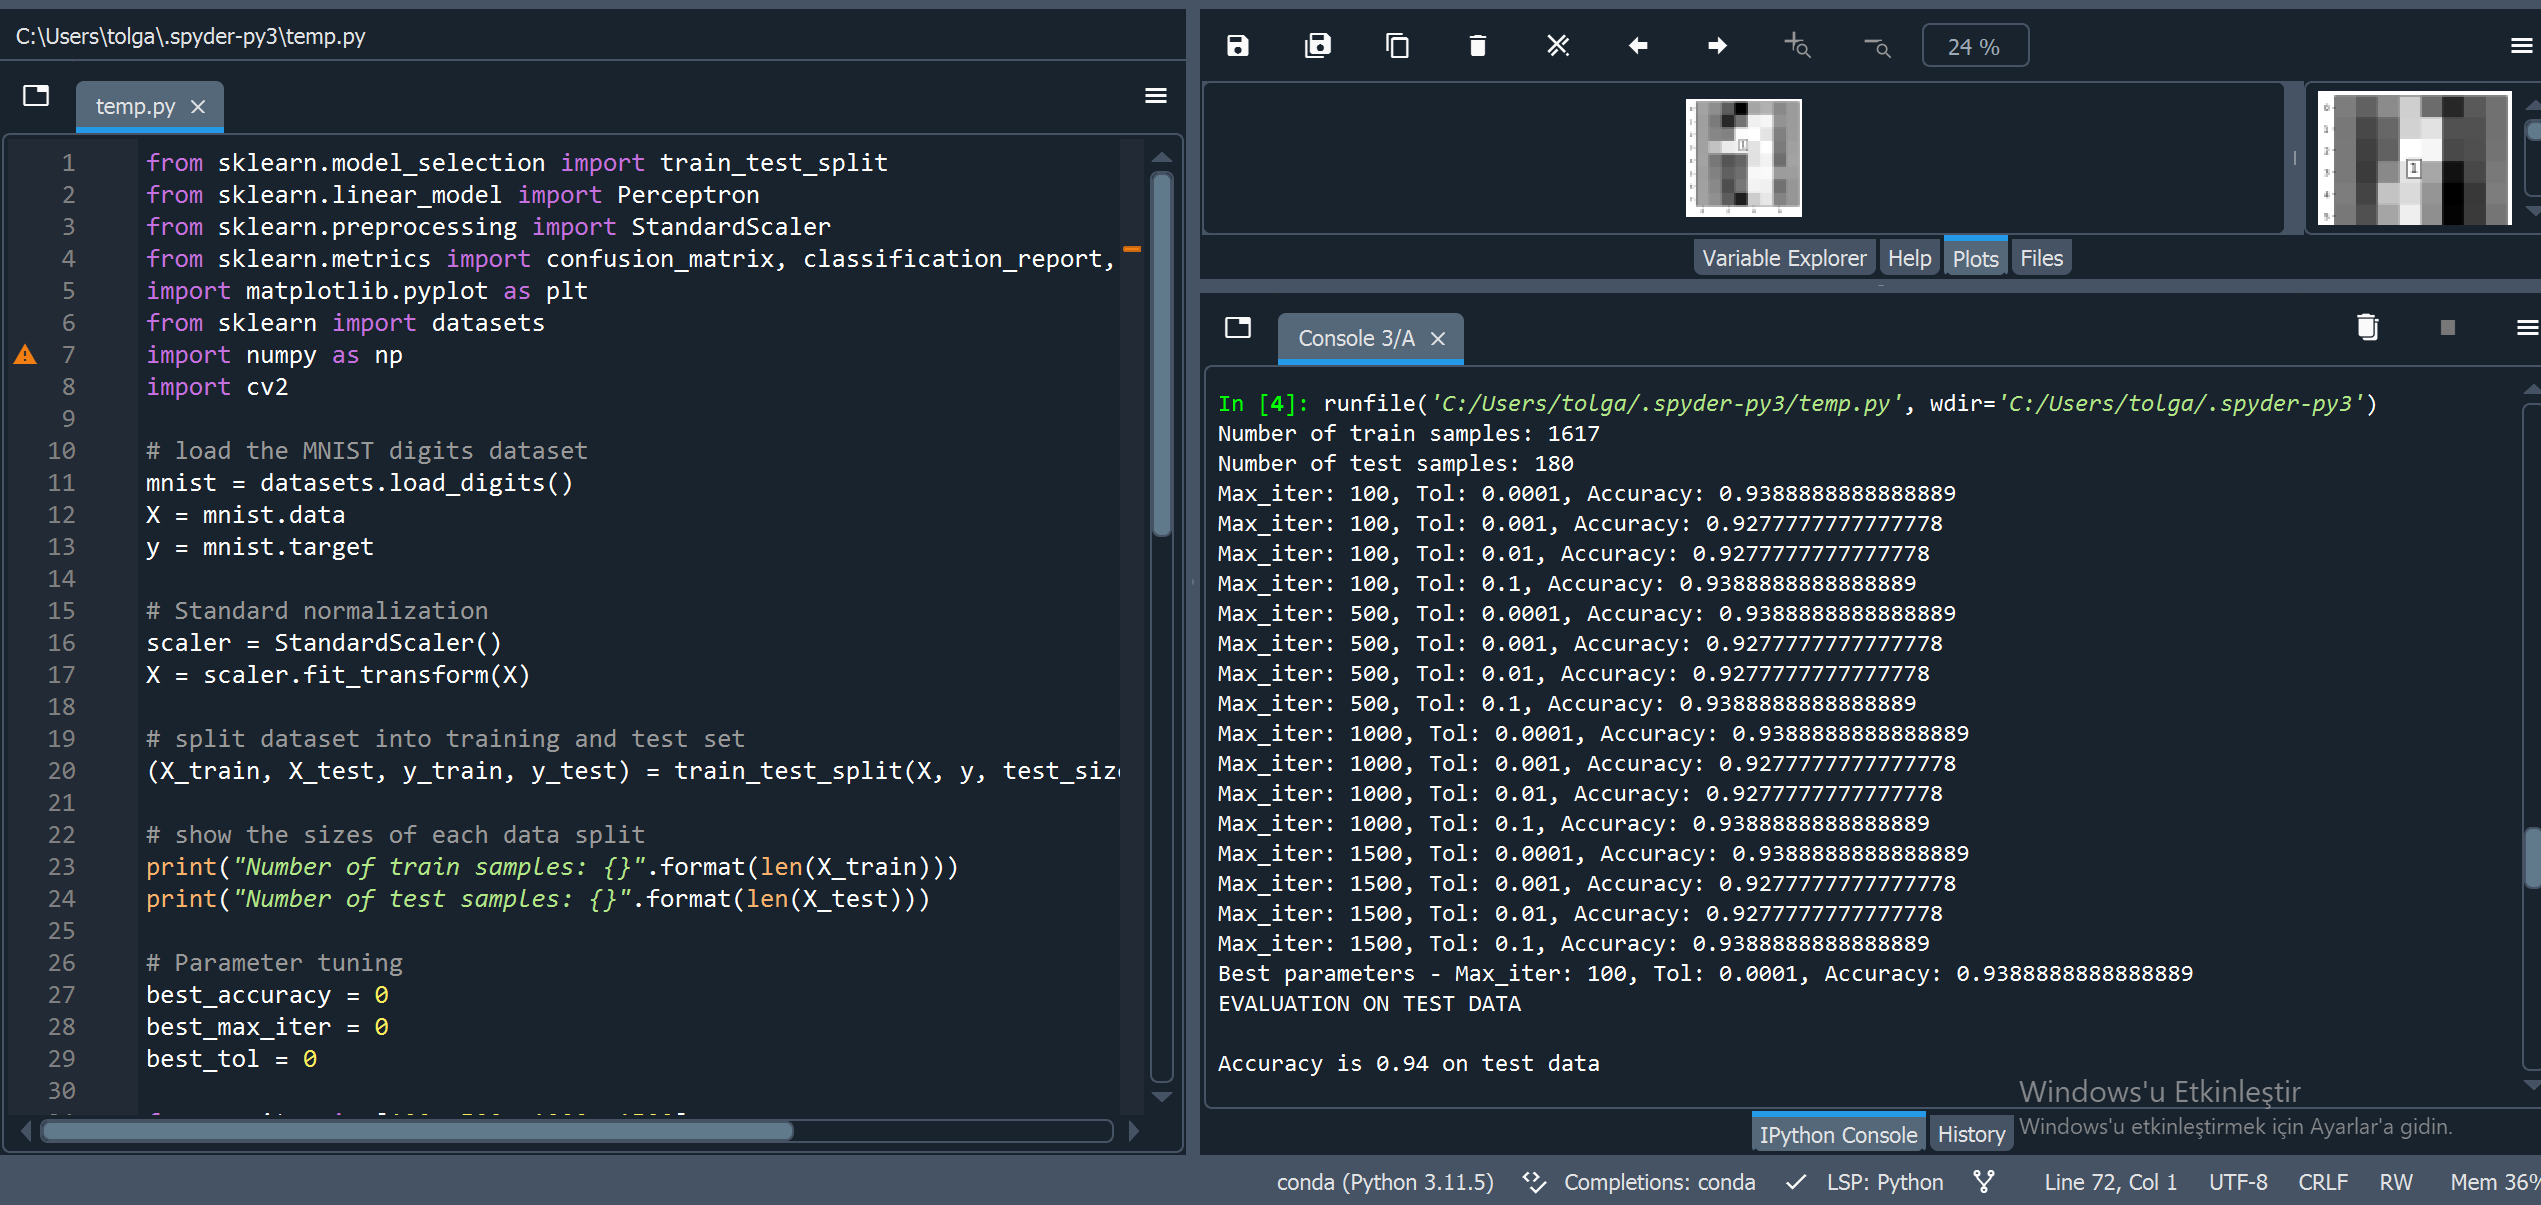 C:\Users\tolga\.spyder-py3\temp.py
temp.py
1 from sklearn.model_selection import train_test_split
2 from sklearn.linear_model import Perceptron
3 from sklearn.preprocessing import StandardScaler
4 from sklearn.metrics import confusion_matrix, classification_report,
5 import matplotlib.pyplot as plt
6 from sklearn import datasets
7 import numpy as np
8 import cv2
9
10 # load the MNIST digits dataset
11 mnist = datasets.load_digits()
12 X = mnist.data
13 y = mnist.target
14
15 # Standard normalization
16 scaler = StandardScaler()
17 X = scaler.fit_transform(X)
18
19 # split dataset into training and test set
20 (X_train, X_test, y_train, y_test) = train_test_split(X, y, test_size
21
22 # show the sizes of each data split
23 print("Number of train samples: {}".format(len(X_train)))
24 print("Number of test samples: {}".format(len(X_test)))
25
26 # Parameter tuning
27 best_accuracy = 0
28 best_max_iter = 0
29 best_tol = 0
30
24 %
1
1
Variable Explorer
Help
Plots
Files
Console 3/A
In [4]: runfile('C:/Users/tolga/.spyder-py3/temp.py', wdir='C:/Users/tolga/.spyder-py3')
Number of train samples: 1617
Number of test samples: 180
Max_iter: 100, Tol: 0.0001, Accuracy: 0.9388888888888889
Max_iter: 100, Tol: 0.001, Accuracy: 0.9277777777777778
Max_iter: 100, Tol: 0.01, Accuracy: 0.9277777777777778
Max_iter: 100, Tol: 0.1, Accuracy: 0.9388888888888889
Max_iter: 500, Tol: 0.0001, Accuracy: 0.9388888888888889
Max_iter: 500, Tol: 0.001, Accuracy: 0.9277777777777778
Max_iter: 500, Tol: 0.01, Accuracy: 0.9277777777777778
Max_iter: 500, Tol: 0.1, Accuracy: 0.9388888888888889
Max_iter: 1000, Tol: 0.0001, Accuracy: 0.9388888888888889
Max_iter: 1000, Tol: 0.001, Accuracy: 0.9277777777777778
Max_iter: 1000, Tol: 0.01, Accuracy: 0.9277777777777778
Max_iter: 1000, Tol: 0.1, Accuracy: 0.9388888888888889
Max_iter: 1500, Tol: 0.0001, Accuracy: 0.9388888888888889
Max_iter: 1500, Tol: 0.001, Accuracy: 0.9277777777777778
Max_iter: 1500, Tol: 0.01, Accuracy: 0.9277777777777778
Max_iter: 1500, Tol: 0.1, Accuracy: 0.9388888888888889
Best parameters - Max_iter: 100, Tol: 0.0001, Accuracy: 0.9388888888888889
EVALUATION ON TEST DATA
Accuracy is 0.94 on test data
Windows'u Etkinleştir
Windows'u etkinleştirmek için Ayarlar'a gidin.
IPython Console
History
conda (Python 3.11.5)
Completions: conda
LSP: Python
Line 72, Col 1
UTF-8
CRLF
RW
Mem 36%